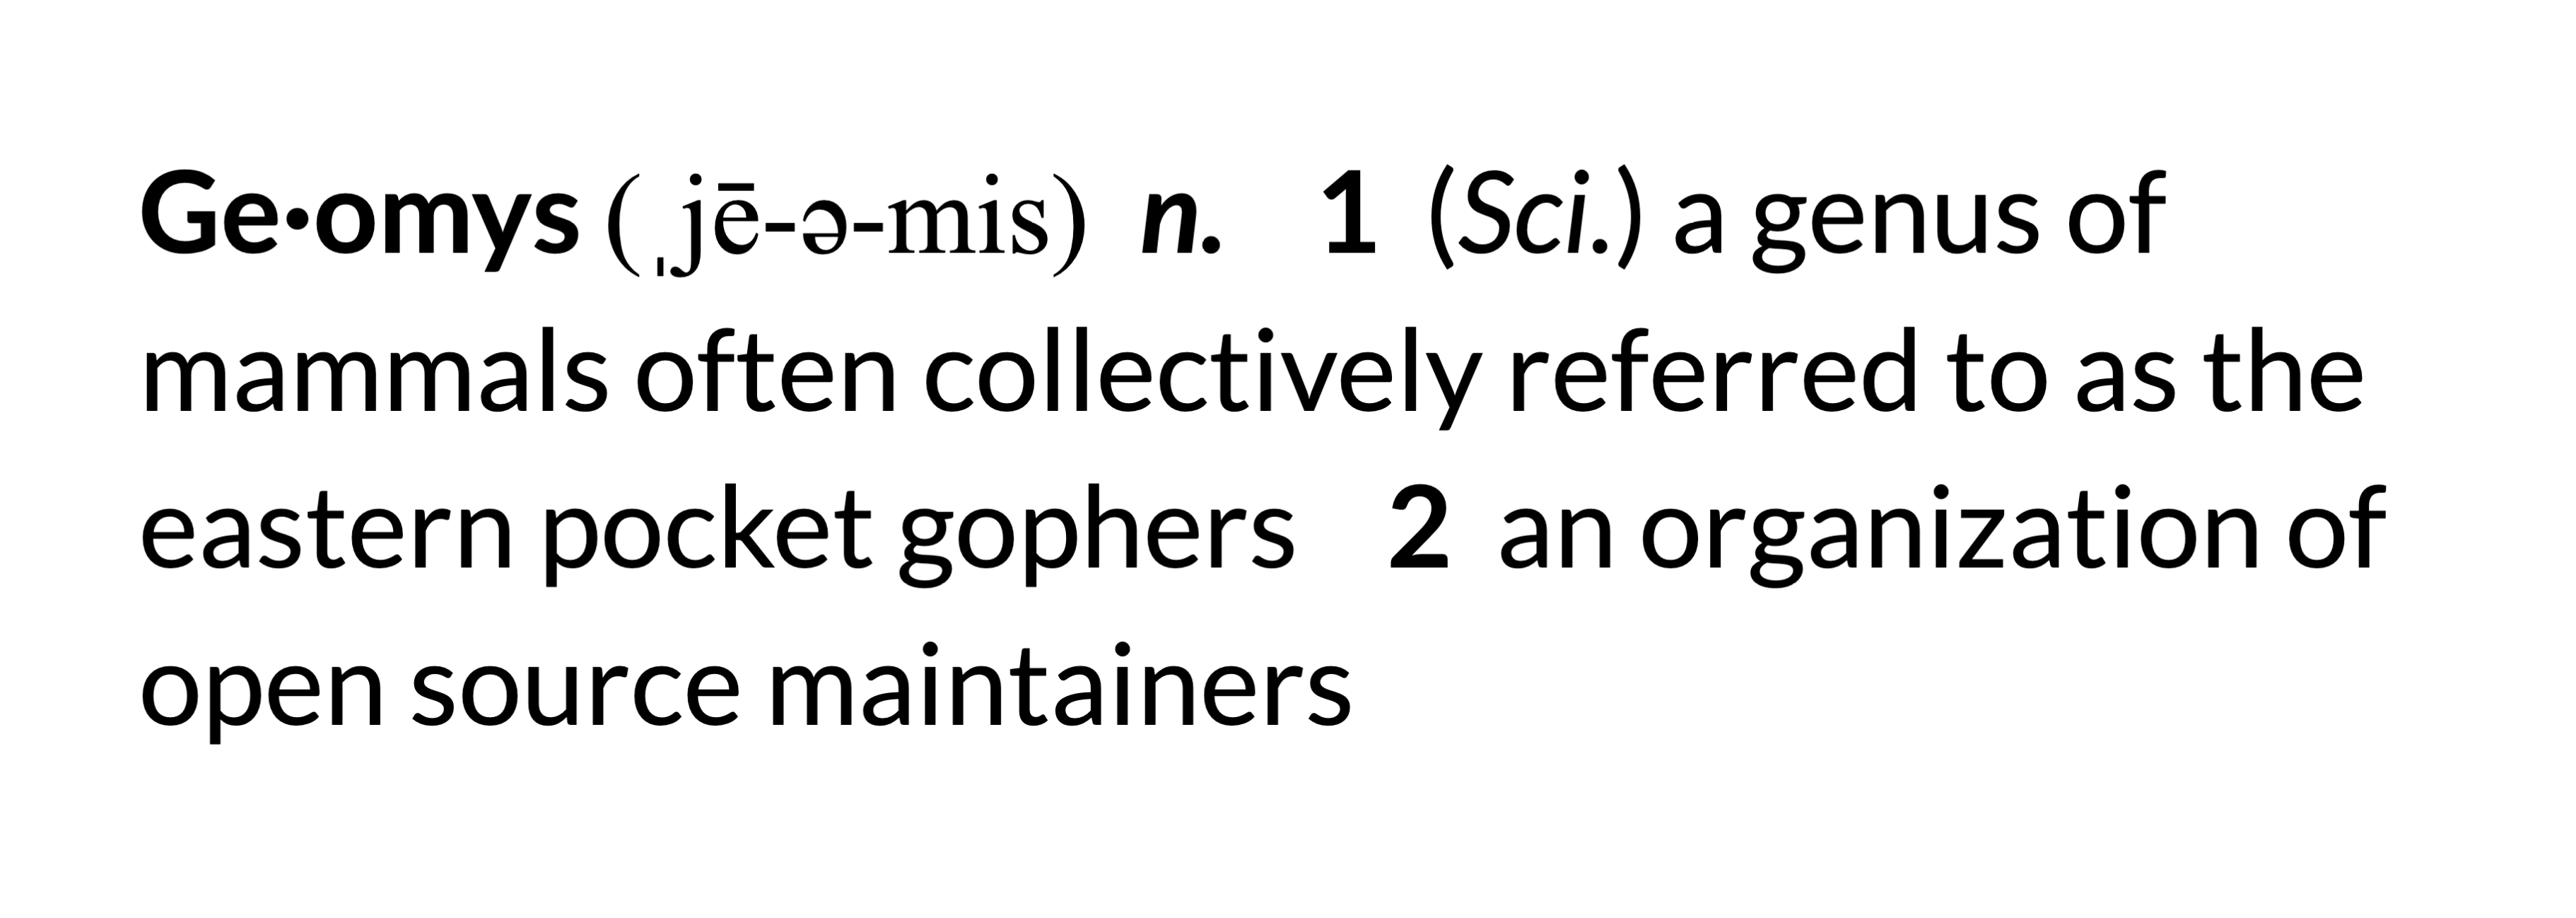 Ge•omys (ˌjē-ə-mis) n. 1 (Sci.) a genus of
mammals often collectively referred to as the
eastern pocket gophers 2 an organization of
open source maintainers